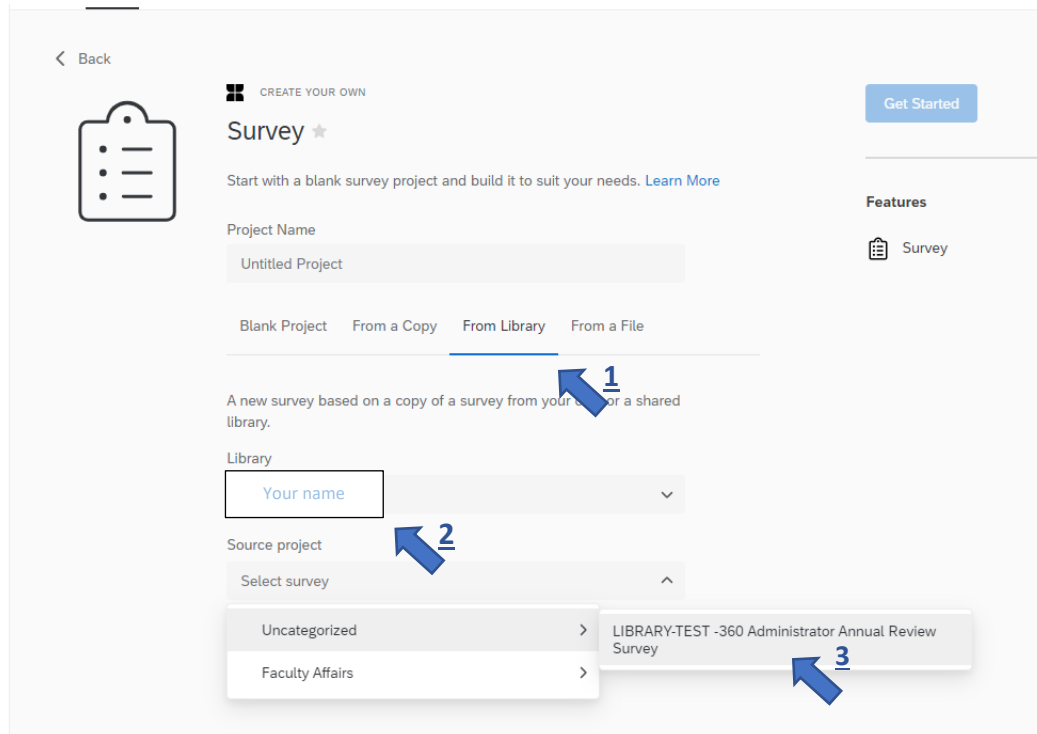 Back
CREATE YOUR OWN
Get Started
Survey
Start with a blank survey project and build it to suit your needs. Learn More
Features
Project Name
Survey
Untitled Project
Blank Project From a Copy From Library From a File
1
A new survey based on a copy of a survey from your or a shared
library.
Library
Your name
2
Source project
Select survey
Uncategorized
LIBRARY-TEST -360 Administrator Annual Review
Survey
3
Faculty Affairs